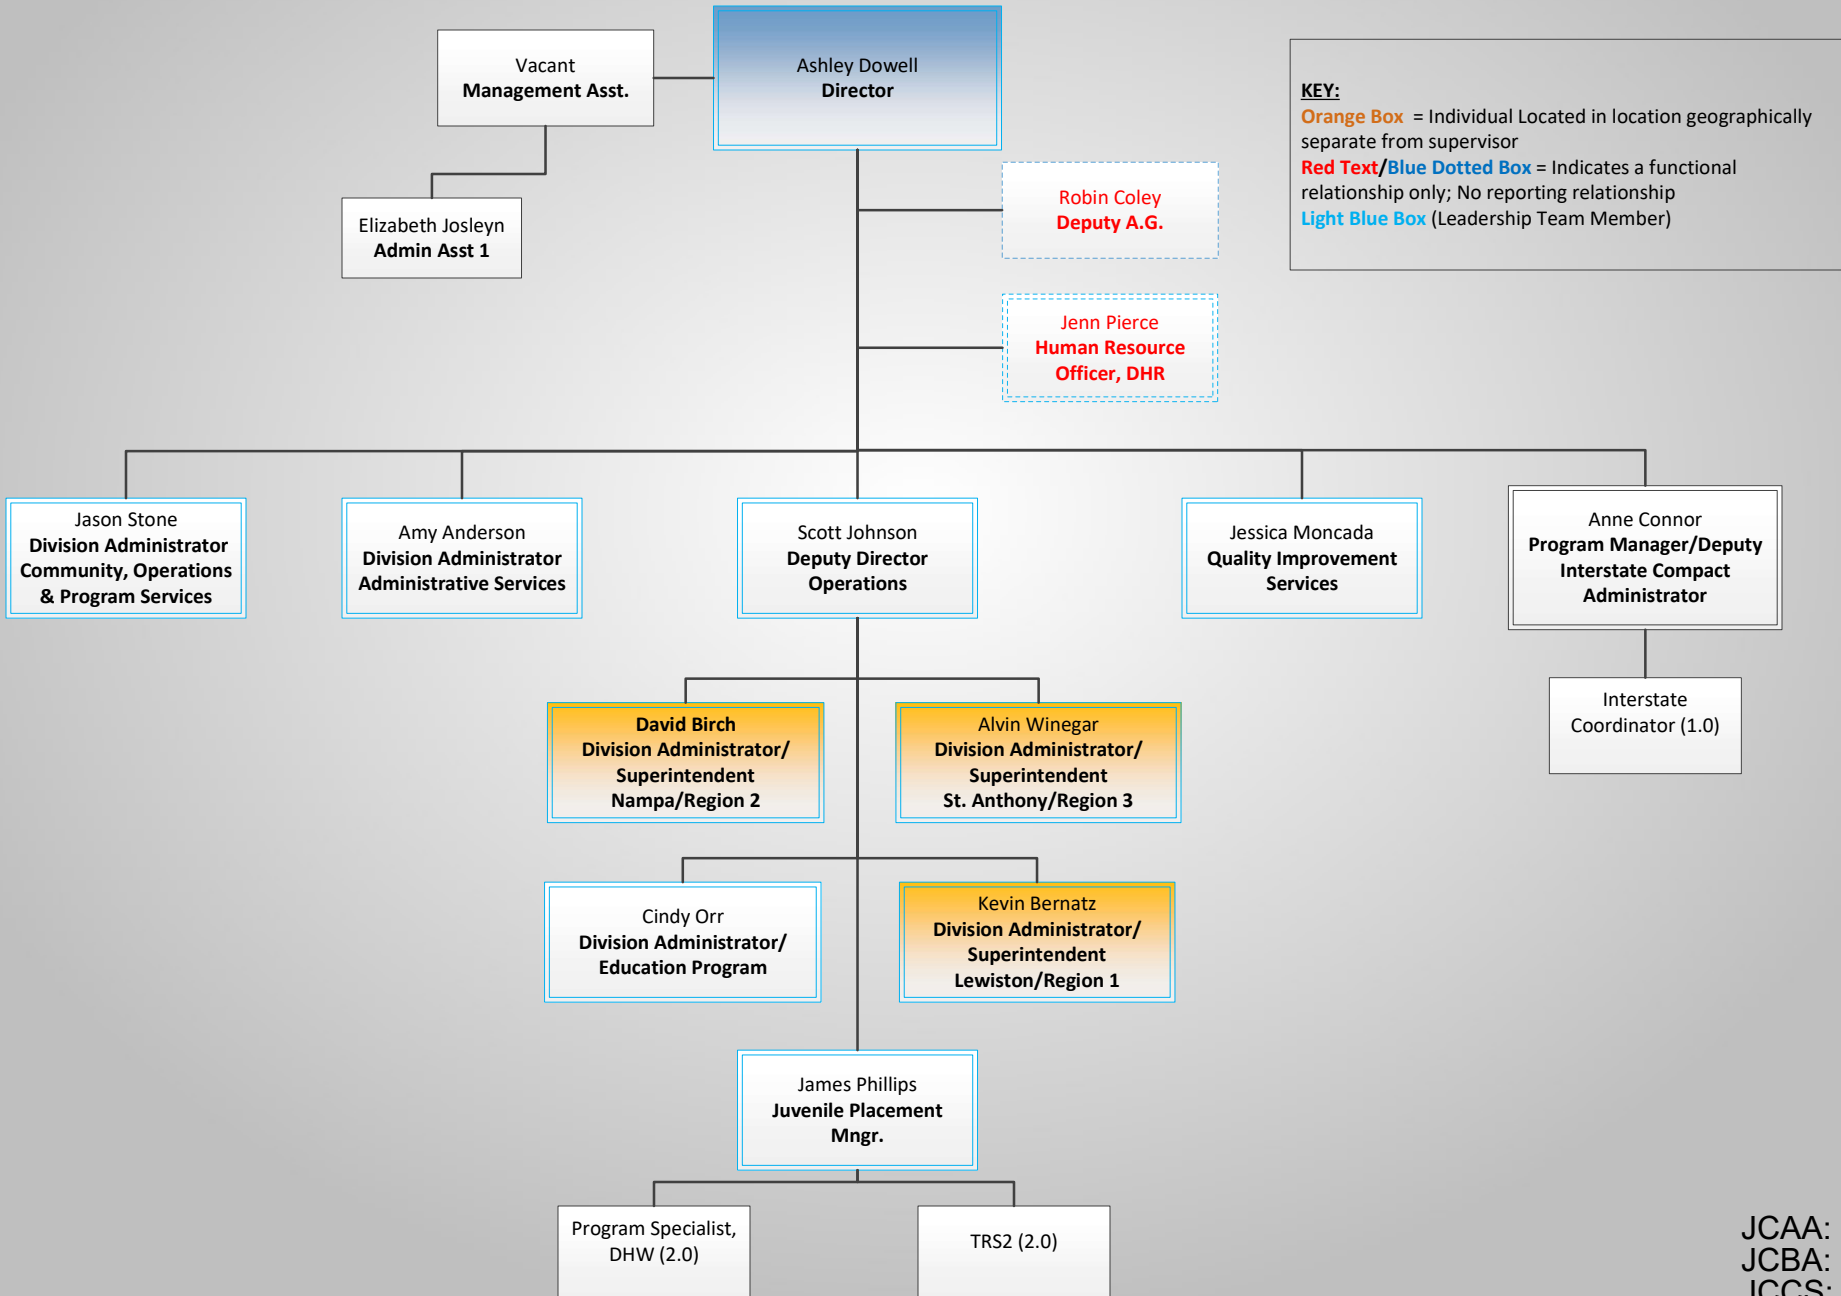 Vacant
Management Asst.
Ashley Dowell
Director
KEY:
Orange Box = Individual Located in location geographically
separate from supervisor
Red Text/Blue Dotted Box = Indicates a functional
relationship only; No reporting relationship
Light Blue Box (Leadership Team Member)
Elizabeth Josleyn
Admin Asst 1
Robin Coley
Deputy A.G.
Jenn Pierce
Human Resource
Officer, DHR
Jason Stone
Division Administrator
Community, Operations
& Program Services
Amy Anderson
Division Administrator
Administrative Services
Scott Johnson
Deputy Director
Operations
Jessica Moncada
Quality Improvement
Services
Anne Connor
Program Manager/Deputy
Interstate Compact
Administrator
Interstate
Coordinator (1.0)
David Birch
Division Administrator/
Superintendent
Nampa/Region 2
Alvin Winegar
Division Administrator/
Superintendent
St. Anthony/Region 3
Cindy Orr
Division Administrator/
Education Program
Kevin Bernatz
Division Administrator/
Superintendent
Lewiston/Region 1
James Phillips
Juvenile Placement
Mngr.
Program Specialist,
DHW (2.0)
TRS2 (2.0)
JCAA:
JCBA:
JCCS: